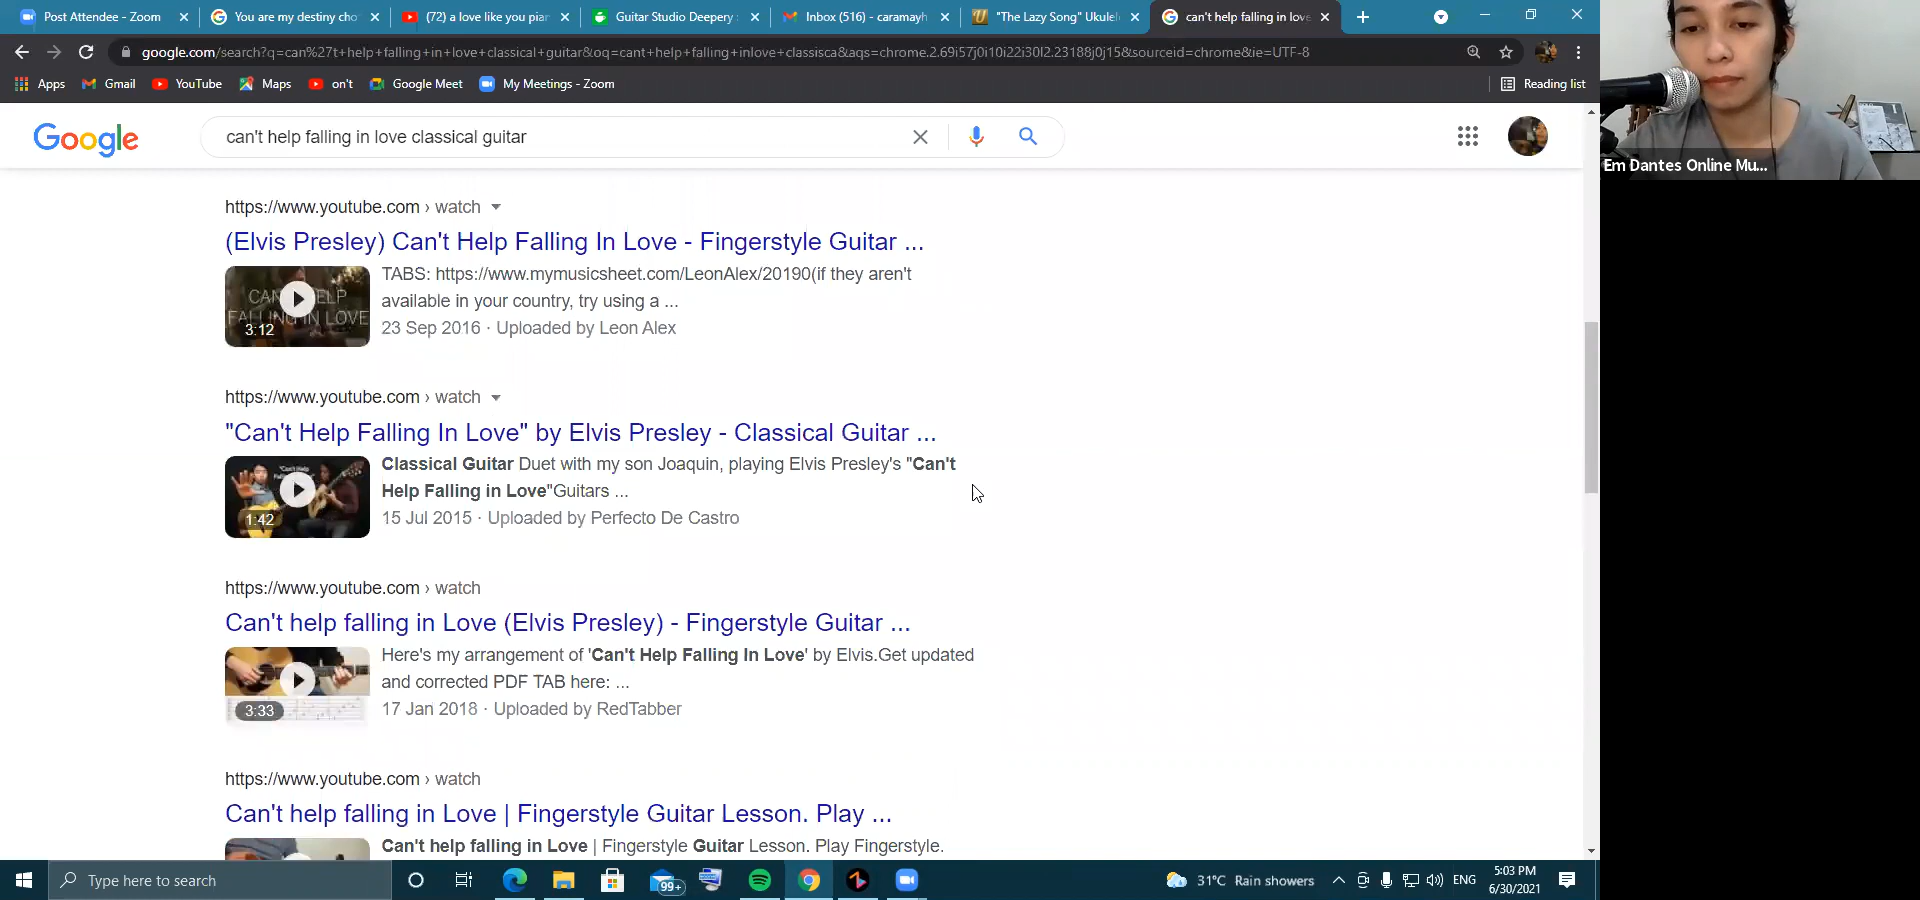 Post Attendee - Zoom
You are my destiny cho
(72) a love like you pian
Guitar Studio Deepery
Inbox (516) - caramayh
"The Lazy Song" Ukulel
can't help falling in love
google.com/search?q=can%27t+help+falling+in+love+classical+guitar&oq=cant+help+falling+inlove+classisca&aqs=chrome.2.69i57j0i10i22i30l2.23188j0j15&sourceid=chrome&ie=UTF-8
Apps
Gmail
YouTube
Maps
on't
Google Meet
My Meetings - Zoom
Reading list
Google
can't help falling in love classical guitar
Em Dantes Online Mu...
https://www.youtube.com › watch
(Elvis Presley) Can't Help Falling In Love - Fingerstyle Guitar ...
CAN'T HELP
FALLING IN LOVE
3:12
TABS: https://www.mymusicsheet.com/LeonAlex/20190(if they aren't
available in your country, try using a ...
23 Sep 2016 · Uploaded by Leon Alex
https://www.youtube.com › watch
"Can't Help Falling In Love" by Elvis Presley - Classical Guitar ...
1:42
Classical Guitar Duet with my son Joaquin, playing Elvis Presley's "Can't
Help Falling in Love"Guitars ...
15 Jul 2015 · Uploaded by Perfecto De Castro
https://www.youtube.com › watch
Can't help falling in Love (Elvis Presley) - Fingerstyle Guitar ...
3:33
Here's my arrangement of 'Can't Help Falling In Love' by Elvis.Get updated
and corrected PDF TAB here: ...
17 Jan 2018 · Uploaded by RedTabber
https://www.youtube.com › watch
Can't help falling in Love | Fingerstyle Guitar Lesson. Play ...
Can't help falling in Love | Fingerstyle Guitar Lesson. Play Fingerstyle.
Type here to search
99+
31°C Rain showers
ENG
5:03 PM
6/30/2021